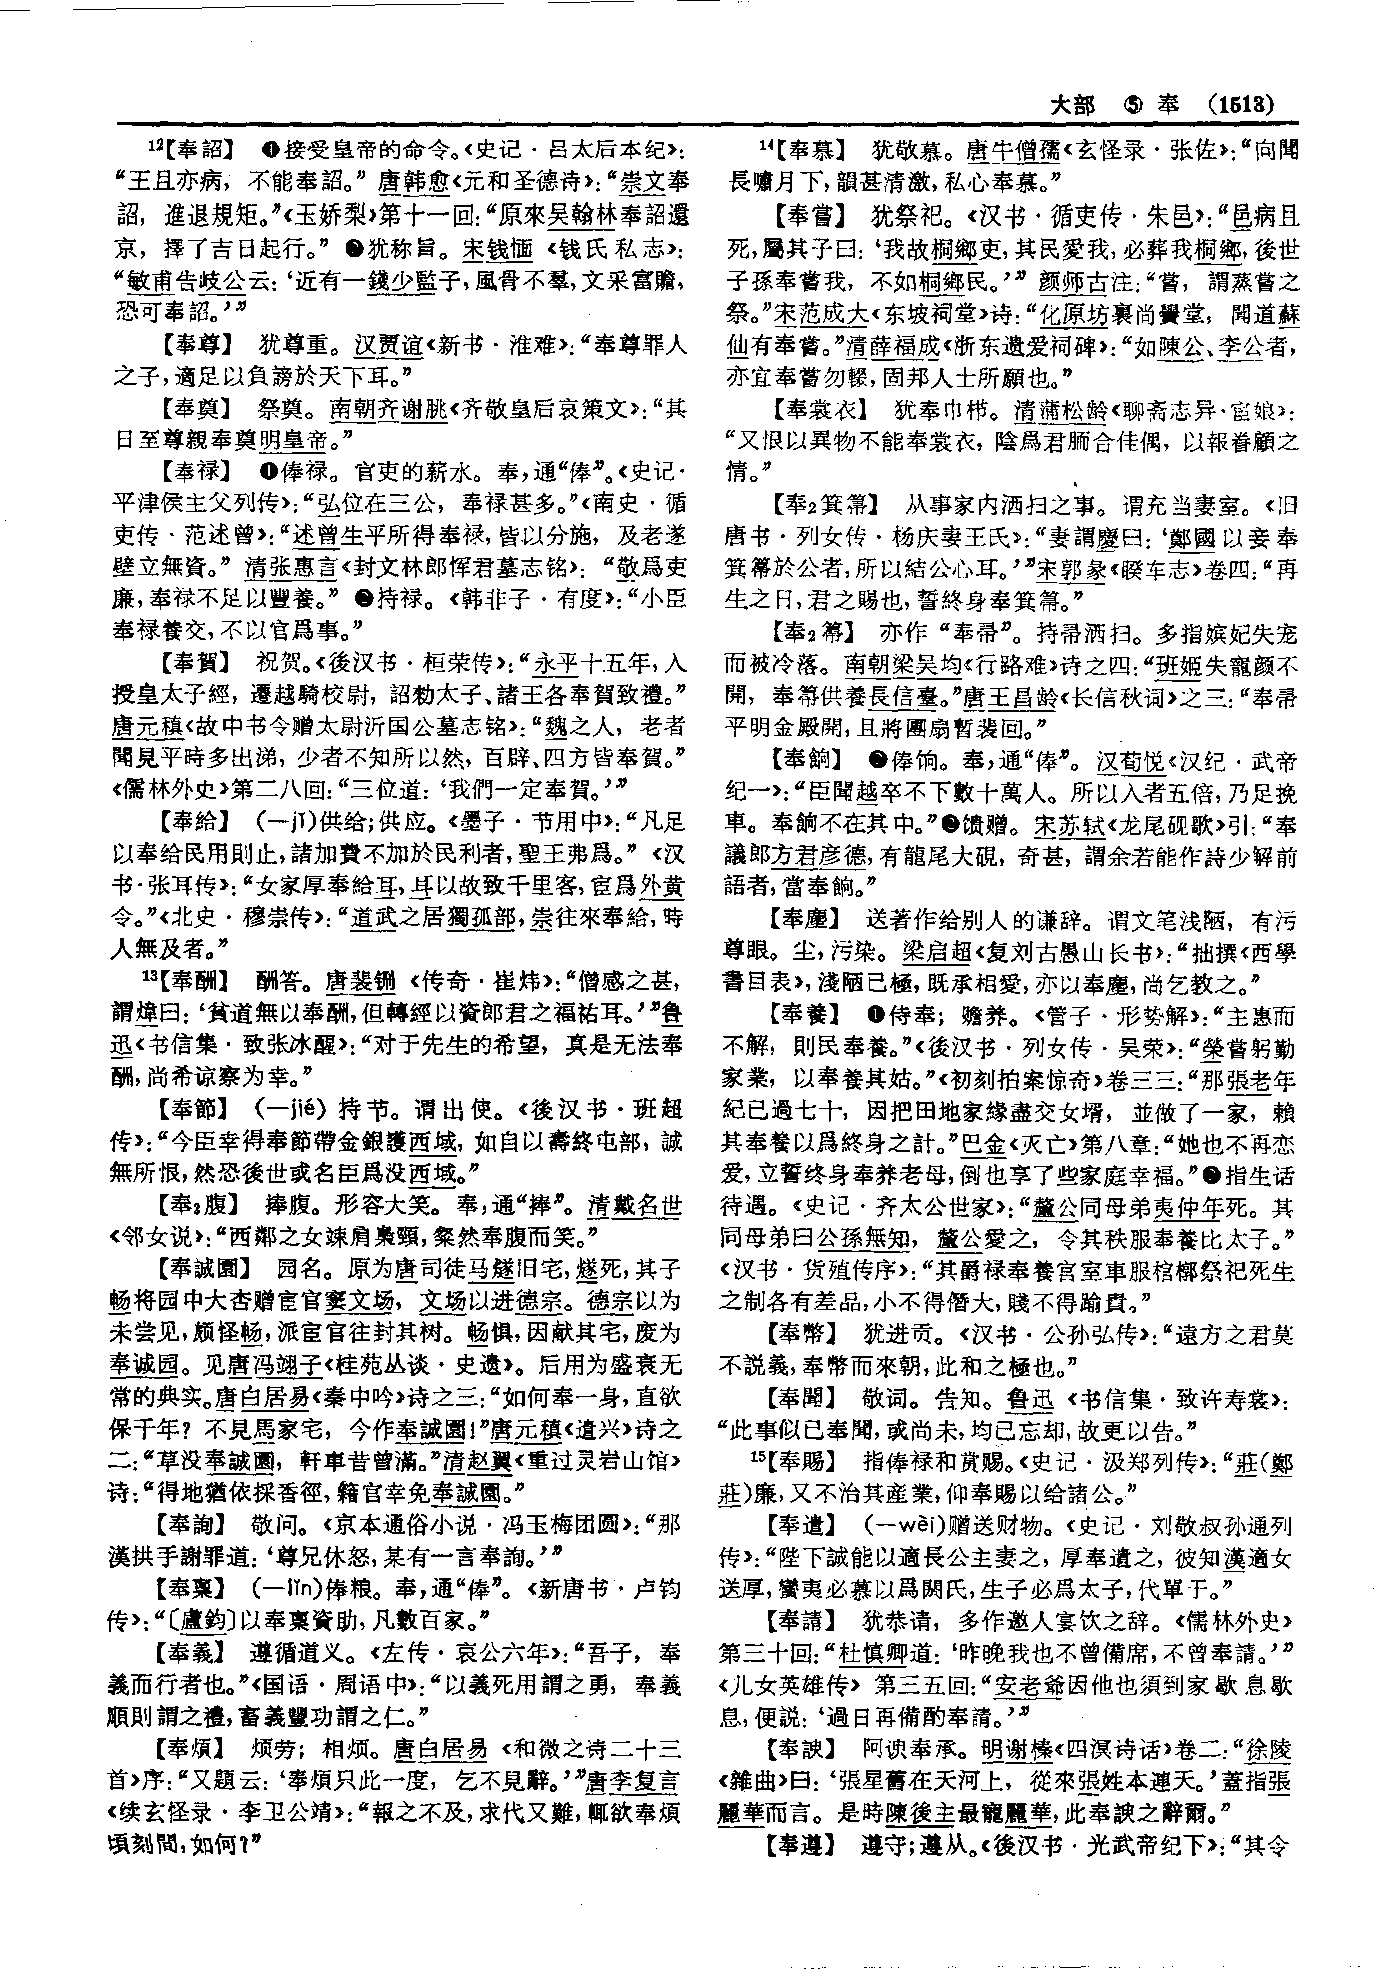 大部 ⑤ 奉 (1513)
12【奉詔】 ❶接受皇帝的命令。《史记·吕太后本纪》:
“王且亦病，不能奉詔。”唐韩愈《元和圣德诗》:“崇文奉
詔，進退規矩。”《玉娇梨》第十一回:“原來吴翰林奉詔還
京，擇了吉日起行。”❷犹称旨。宋钱愐《钱氏私志》:
“敏甫告歧公云:‘近有一錢少監子，風骨不羣，文采富贍，
恐可奉詔。’”
【奉尊】 犹尊重。汉贾谊《新书·淮难》:“奉尊罪人
之子，適足以負謗於天下耳。”
【奉奠】 祭奠。南朝齐谢朓《齐敬皇后哀策文》:“其
日至尊親奉奠明皇帝。”
【奉禄】 ❶俸禄。官吏的薪水。奉，通“俸”。《史记·
平津侯主父列传》:“弘位在三公，奉禄甚多。”《南史·循
吏传·范述曾》:“述曾生平所得奉禄，皆以分施，及老遂
壁立無資。”清张惠言《封文林郎恽君墓志铭》:“敬爲吏
廉，奉禄不足以豐養。”❷持禄。《韩非子·有度》:“小臣
奉禄養交，不以官爲事。”
【奉賀】 祝贺。《後汉书·桓荣传》:“永平十五年，入
授皇太子經，遷越騎校尉，詔勑太子、諸王各奉賀致禮。”
唐元稹《故中书令赠太尉沂国公墓志铭》:“魏之人，老者
聞見平時多出涕，少者不知所以然，百辟、四方皆奉賀。”
《儒林外史》第二八回:“三位道:‘我們一定奉賀。’”
【奉給】 (—jǐ)供给;供应。《墨子·节用中》:“凡足
以奉给民用則止，諸加費不加於民利者，聖王弗爲。”《汉
书·张耳传》:“女家厚奉給耳，耳以故致千里客，宦爲外黄
令。”《北史·穆崇传》:“道武之居獨孤部，崇往來奉給，時
人無及者。”
13【奉酬】 酬答。唐裴铏《传奇·崔炜》:“僧感之甚，
謂煒曰:‘貧道無以奉酬，但轉經以資郎君之福祐耳。’”鲁
迅《书信集·致张冰醒》:“对于先生的希望，真是无法奉
酬，尚希谅察为幸。”
【奉節】 (—jié) 持节。谓出使。《後汉书·班超
传》:“今臣幸得奉節帶金銀護西域，如自以壽終屯部，誠
無所恨，然恐後世或名臣爲没西域。”
【奉2腹】 捧腹。形容大笑。奉，通“捧”。清戴名世
《邻女说》:“西鄰之女竦肩梟頸，粲然奉腹而笑。”
【奉誠園】 园名。原为唐司徒马燧旧宅，燧死，其子
畅将园中大杏赠宦官窦文场，文场以进德宗。德宗以为
未尝见，颇怪畅，派宦官往封其树。畅惧，因献其宅，废为
奉诚园。见唐冯翊子《桂苑丛谈·史遗》。后用为盛衰无
常的典实。唐白居易《秦中吟》诗之三:“如何奉一身，直欲
保千年? 不見馬家宅，今作奉誠園!”唐元稹《遣兴》诗之
二:“草没奉誠園，軒車昔曾滿。”清赵翼《重过灵岩山馆》
诗:“得地猶依採香徑，籍官幸免奉誠園。”
【奉詢】 敬问。《京本通俗小说·冯玉梅团圆》:“那
漢拱手謝罪道:‘尊兄休怒，某有一言奉詢。’”
【奉稟】 (—lǐn)俸粮。奉，通“俸”。《新唐书·卢钧
传》:“〔盧鈞〕以奉稟資助，凡數百家。”
【奉義】 遵循道义。《左传·哀公六年》:“吾子，奉
義而行者也。”《国语·周语中》:“以義死用謂之勇，奉義
順則謂之禮，畜義豐功謂之仁。”
【奉煩】 烦劳;相烦。唐白居易《和微之诗二十三
首》序:“又題云:‘奉煩只此一度，乞不見辭。’”唐李复言
《续玄怪录·李卫公靖》:“報之不及，求代又難，輒欲奉煩
頃刻間，如何?”
14【奉慕】 犹敬慕。唐牛僧孺《玄怪录·张佐》:“向聞
長嘯月下，韻甚清激，私心奉慕。”
【奉嘗】 犹祭祀。《汉书·循吏传·朱邑》:“邑病且
死，屬其子曰:‘我故桐鄉吏，其民愛我，必葬我桐鄉，後世
子孫奉嘗我，不如桐鄉民。’”颜师古注:“嘗，謂蒸嘗之
祭。”宋范成大《东坡祠堂》诗:“化原坊裏尚黌堂，聞道蘇
仙有奉嘗。”清薛福成《浙东遗爱祠碑》:“如陳公、李公者，
亦宜奉嘗勿輟，固邦人士所願也。”
【奉裳衣】 犹奉巾栉。清蒲松龄《聊斋志异·宦娘》:
“又恨以異物不能奉裳衣，陰爲君脗合佳偶，以報眷顧之
情。”
【奉2箕箒】 从事家内洒扫之事。谓充当妻室。《旧
唐书·列女传·杨庆妻王氏》:“妻謂慶曰:‘鄭國以妾奉
箕箒於公者，所以結公心耳。’”宋郭彖《睽车志》卷四:“再
生之日，君之赐也，誓終身奉箕箒。”
【奉2箒】 亦作“奉帚”。持帚洒扫。多指嫔妃失宠
而被冷落。南朝梁吴均《行路难》诗之四:“班姬失寵颜不
開，奉箒供養長信臺。”唐王昌龄《长信秋词》之三:“奉帚
平明金殿開，且將團扇暫裴回。”
【奉餉】 ❶俸饷。奉，通“俸”。汉荀悦《汉纪·武帝
纪一》:“臣聞越卒不下數十萬人。所以入者五倍，乃足挽
車。奉餉不在其中。”❷馈赠。宋苏轼《龙尾砚歌》引:“奉
議郎方君彦德，有龍尾大硯，奇甚，謂余若能作詩少解前
語者，當奉餉。”
【奉塵】 送著作给别人的谦辞。谓文笔浅陋，有污
尊眼。尘，污染。梁启超《复刘古愚山长书》:“拙撰《西學
書目表》，淺陋已極，既承相愛，亦以奉塵，尚乞教之。”
【奉養】 ❶侍奉;赡养。《管子·形势解》:“主惠而
不解，則民奉養。”《後汉书·列女传·吴荣》:“榮嘗躬勤
家業，以奉養其姑。”《初刻拍案惊奇》卷三三:“那張老年
紀已過七十，因把田地家緣盡交女壻，並做了一家，賴
其奉養以爲終身之計。”巴金《灭亡》第八章:“她也不再恋
爱，立誓终身奉养老母，倒也享了些家庭幸福。”❷指生活
待遇。《史记·齐太公世家》:“釐公同母弟夷仲年死。其
同母弟曰公孫無知，釐公愛之，令其秩服奉養比太子。”
《汉书·货殖传序》:“其爵禄奉養宫室車服棺槨祭祀死生
之制各有差品，小不得僭大，賤不得踰貴。”
【奉幣】 犹进贡。《汉书·公孙弘传》:“遠方之君莫
不説義，奉幣而來朝，此和之極也。”
【奉聞】 敬词。告知。鲁迅《书信集·致许寿裳》:
“此事似已奉聞，或尚未，均已忘却，故更以告。”
15【奉賜】 指俸禄和赏赐。《史记·汲郑列传》:“莊(鄭
莊)廉，又不治其産業，仰奉賜以给諸公。”
【奉遺】 (—wèi)赠送财物。《史记·刘敬叔孙通列
传》:“陛下誠能以適長公主妻之，厚奉遺之，彼知漢適女
送厚，蠻夷必慕以爲閼氏，生子必爲太子，代單于。”
【奉請】 犹恭请，多作邀人宴饮之辞。《儒林外史》
第三十回:“杜慎卿道:‘昨晚我也不曾備席，不曾奉請。’”
《儿女英雄传》第三五回:“安老爺因他也須到家歇息歇
息，便説:‘過日再備酌奉請。’”
【奉諛】 阿谀奉承。明谢榛《四溟诗话》卷二:“徐陵
《雜曲》曰:‘張星舊在天河上，從來張姓本連天。’蓋指張
麗華而言。是時陳後主最寵麗華，此奉諛之辭爾。”
【奉遵】 遵守;遵从。《後汉书·光武帝纪下》:“其令